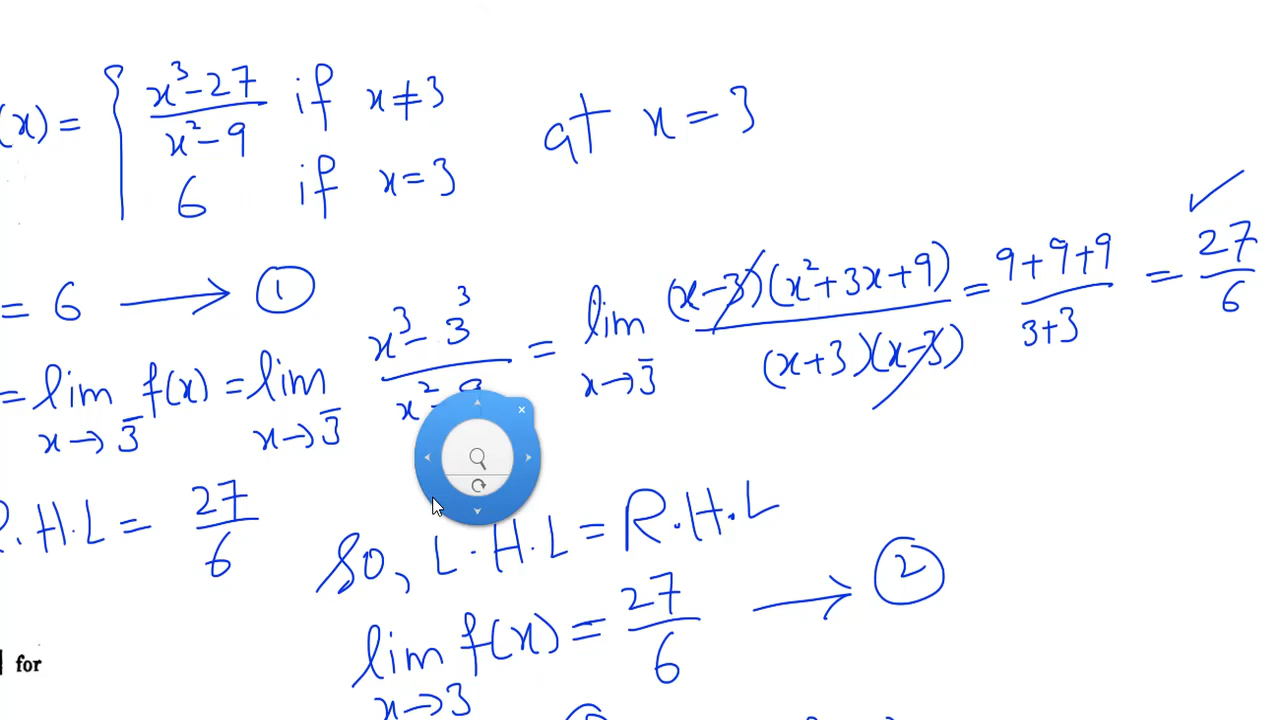 (x) = { x³-27 / x²-9 if x≠3 at x = 3
6 if x=3
= 6 → ①
= lim x→3̄ f(x) = lim x→3̄ x³-3³ / x²-9 = lim x→3̄ (x-3)(x²+3x+9) / (x+3)(x-3) = 9+9+9 / 3+3 = 27/6 ✓
R.H.L = 27/6
So, L.H.L = R.H.L
lim x→3 f(x) = 27/6 → ②
for